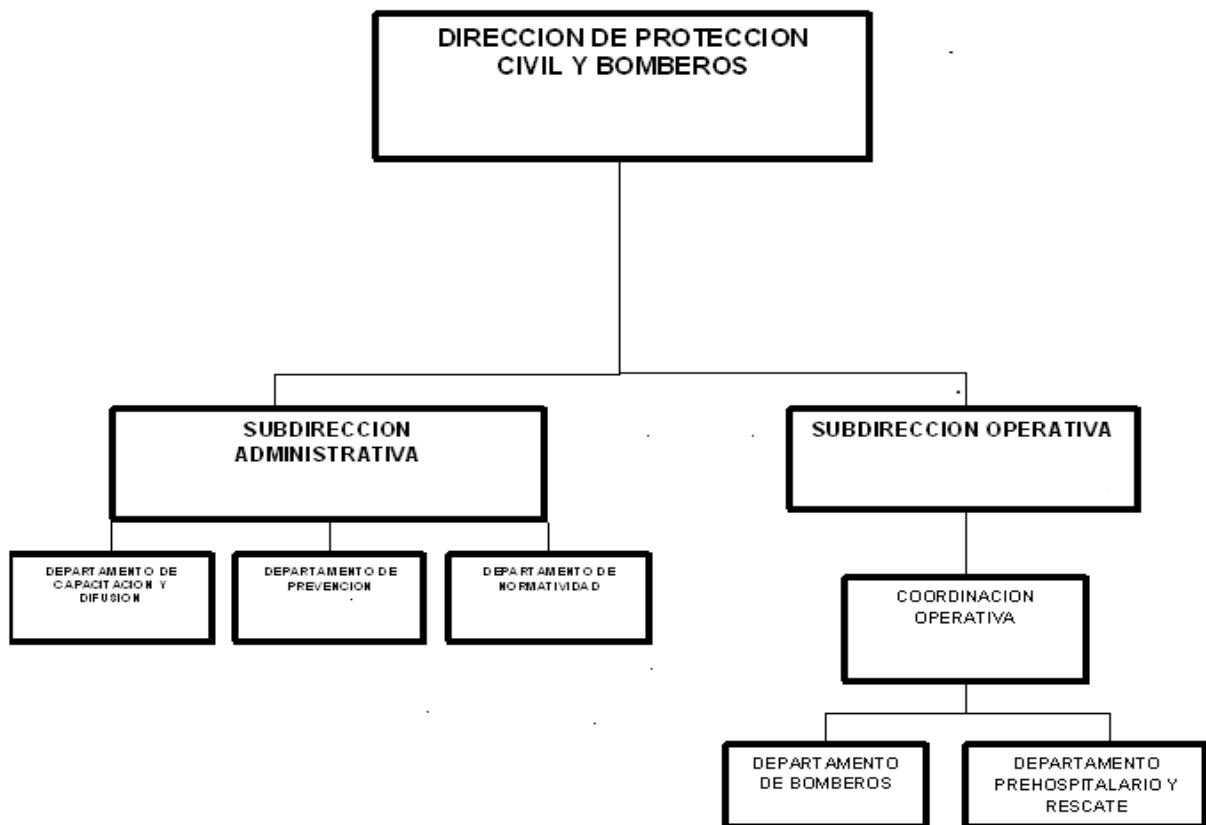 DIRECCION DE PROTECCION
CIVIL Y BOMBEROS
SUBDIRECCION
ADMINISTRATIVA
SUBDIRECCION OPERATIVA
DEPARTAMENTO DE
CAPACITACION Y
DIFUSION
DEPARTAMENTO DE
PREVENCION
DEPARTAMENTO DE
NORMATIVIDAD
COORDINACION
OPERATIVA
DEPARTAMENTO
DE BOMBEROS
DEPARTAMENTO
PREHOSPITALARIO Y
RESCATE